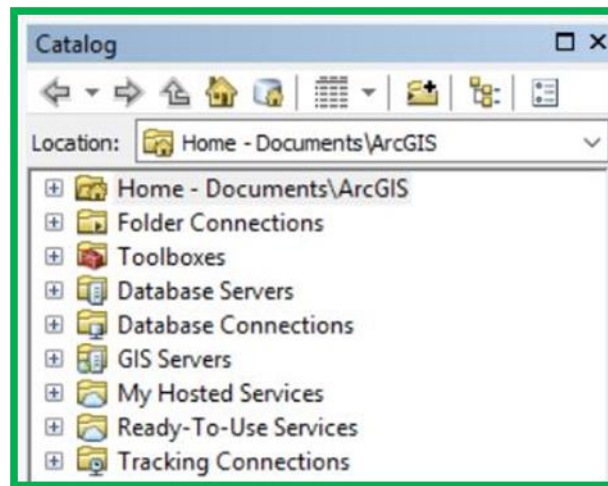 Catalog
Location: Home - Documents\ArcGIS
Home - Documents\ArcGIS
Folder Connections
Toolboxes
Database Servers
Database Connections
GIS Servers
My Hosted Services
Ready-To-Use Services
Tracking Connections